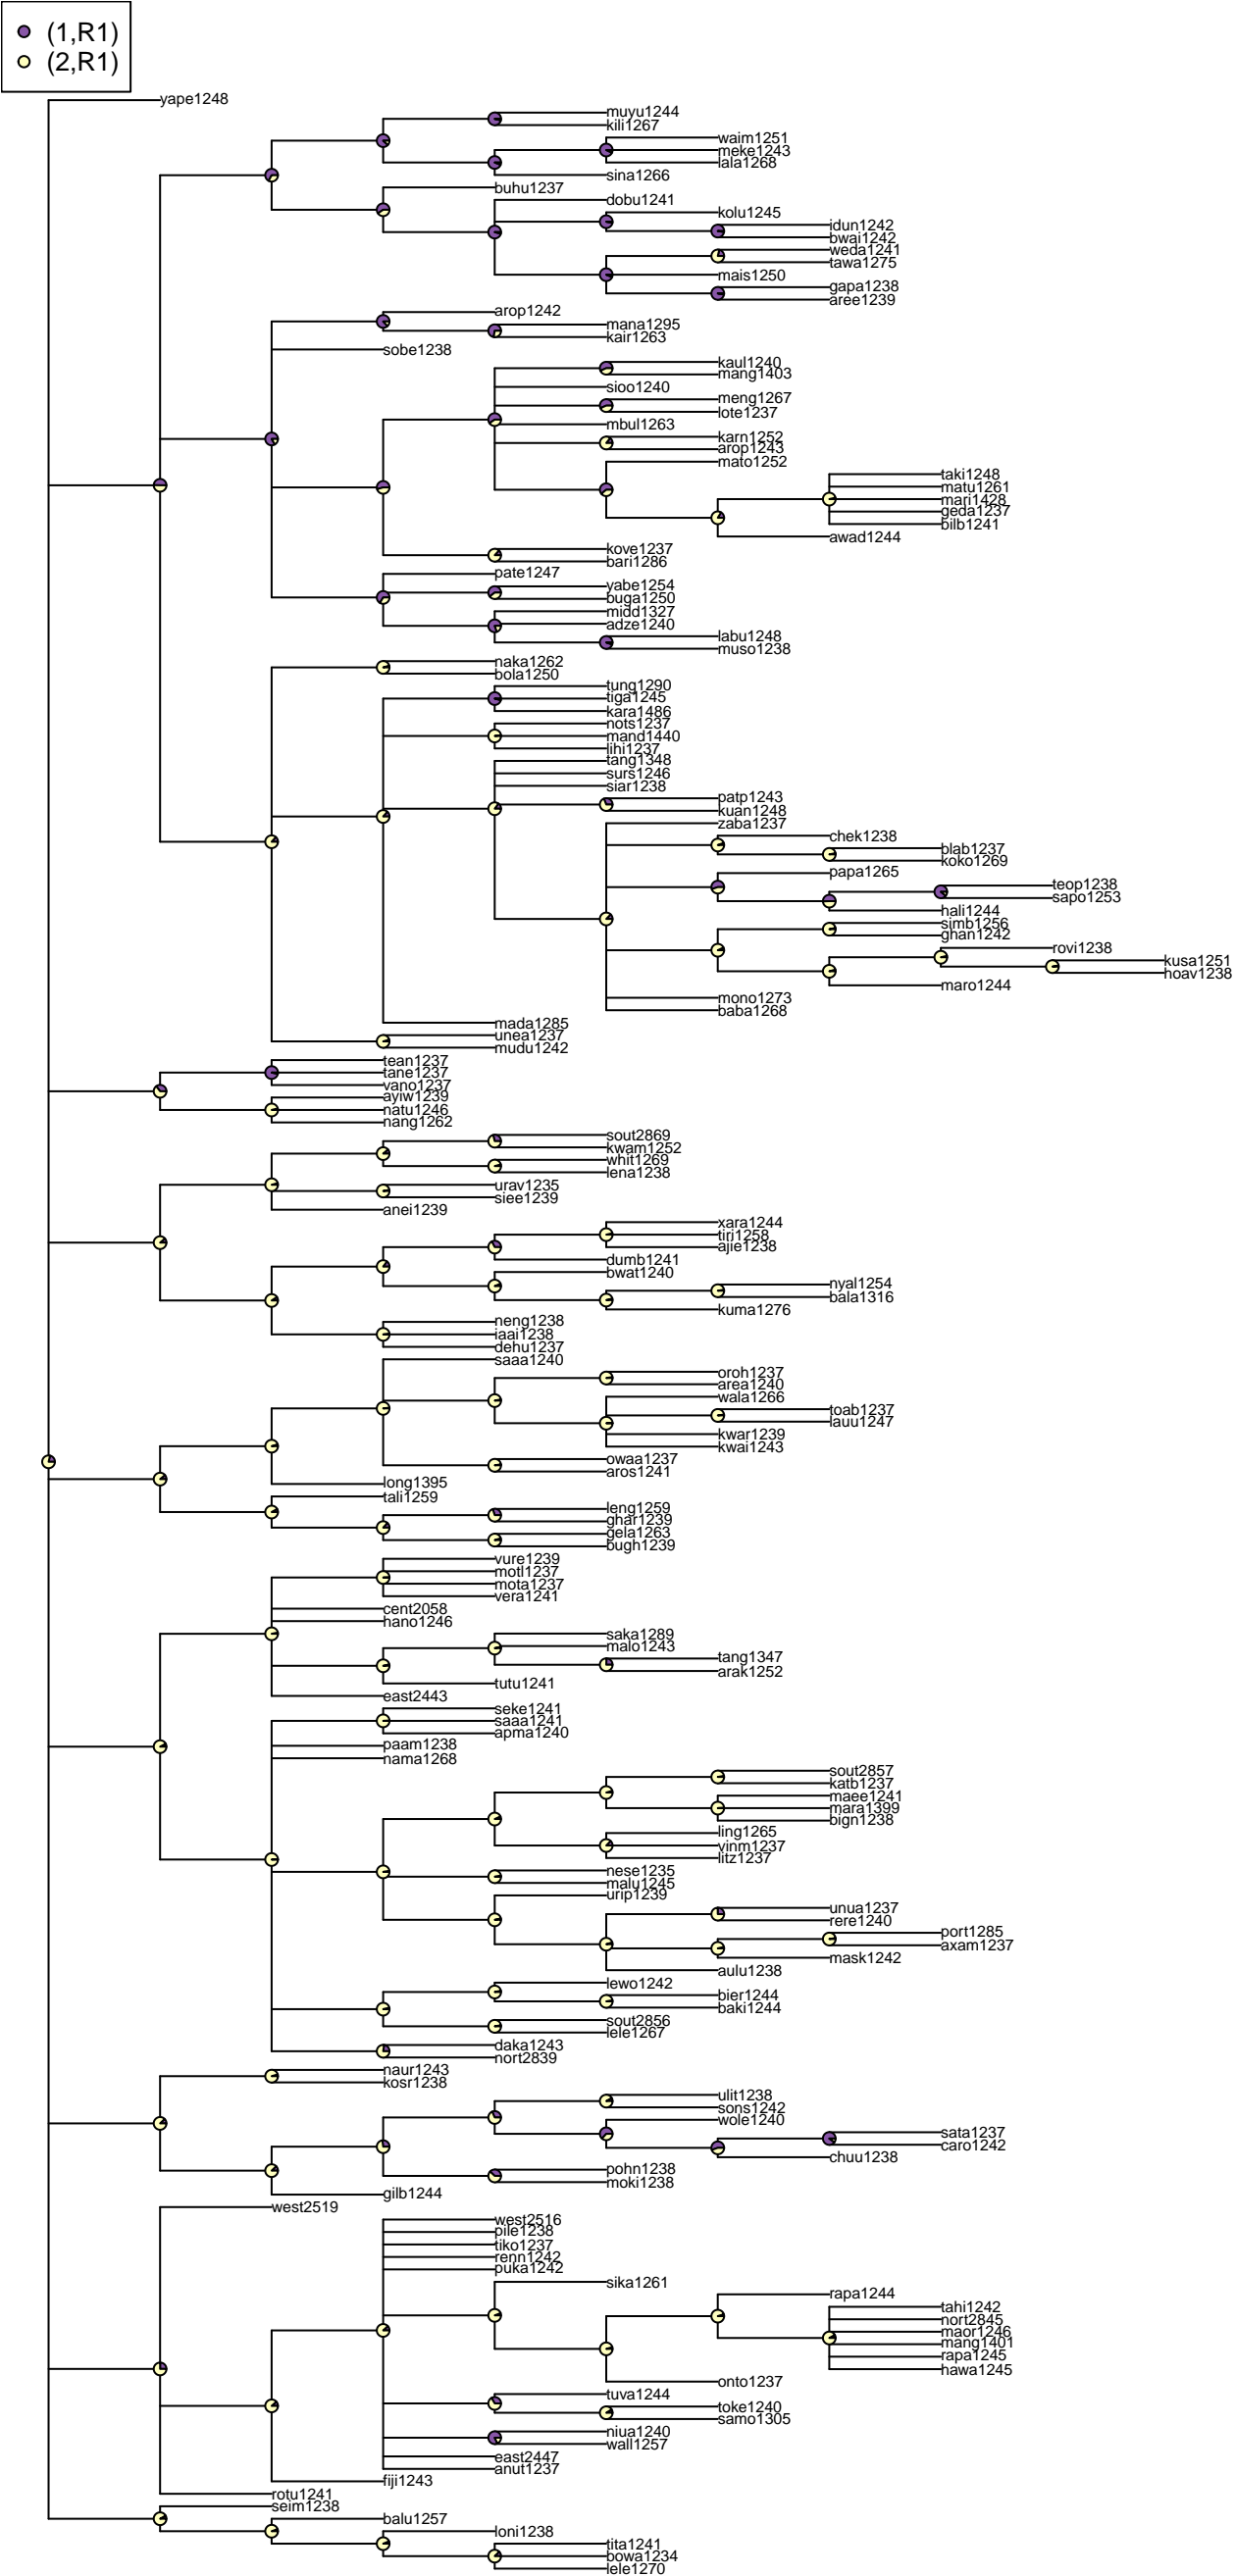 (1,R1)
(2,R1)
yape1248
muyu1244
kili1267
waim1251
meke1243
lala1268
sina1266
buhu1237
dobu1241
kolu1245
idun1242
bwai1242
weda1241
tawa1275
mais1250
gapa1238
aree1239
arop1242
mana1295
kair1263
sobe1238
kaul1240
mang1403
sioo1240
meng1267
lote1237
mbul1263
karn1252
arop1243
mato1252
taki1248
matu1261
mari1428
geda1237
bilb1241
awad1244
kove1237
bari1286
pate1247
yabe1254
buga1250
midd1327
adze1240
labu1248
muso1238
naka1262
bola1250
tung1290
tiga1245
kara1486
nots1237
mand1440
lihi1237
tang1348
surs1246
siar1238
patp1243
kuan1248
zaba1237
chek1238
blab1237
koko1269
papa1265
teop1238
sapo1253
hali1244
simb1256
ghan1242
rovi1238
kusa1251
hoav1238
maro1244
mono1273
baba1268
mada1285
unea1237
mudu1242
tean1237
tane1237
vano1237
ayiw1239
natu1246
nang1262
sout2869
kwam1252
whit1269
lena1238
urav1235
siee1239
anei1239
xara1244
tiri1258
ajie1238
dumb1241
bwat1240
nyal1254
bala1316
kuma1276
neng1238
iaai1238
dehu1237
saaa1240
oroh1237
area1240
wala1266
toab1237
lauu1247
kwar1239
kwai1243
owaa1237
aros1241
long1395
tali1259
leng1259
ghar1239
gela1263
bugh1239
vure1239
motl1237
mota1237
vera1241
cent2058
hano1246
saka1289
malo1243
tang1347
arak1252
tutu1241
east2443
seke1241
saaa1241
apma1240
paam1238
nama1268
sout2857
katb1237
maee1241
mara1399
bign1238
ling1265
vinm1237
litz1237
nese1235
malu1245
urip1239
unua1237
rere1240
port1285
axam1237
mask1242
aulu1238
lewo1242
bier1244
baki1244
sout2856
lele1267
daka1243
nort2839
naur1243
kosr1238
ulit1238
sons1242
wole1240
sata1237
caro1242
chuu1238
pohn1238
moki1238
gilb1244
west2519
west2516
pile1238
tiko1237
renn1242
puka1242
sika1261
rapa1244
tahi1242
nort2845
maor1246
mang1401
rapa1245
hawa1245
onto1237
tuva1244
toke1240
samo1305
niua1240
wall1257
east2447
anut1237
fiji1243
rotu1241
seim1238
balu1257
loni1238
tita1241
bowa1234
lele1270